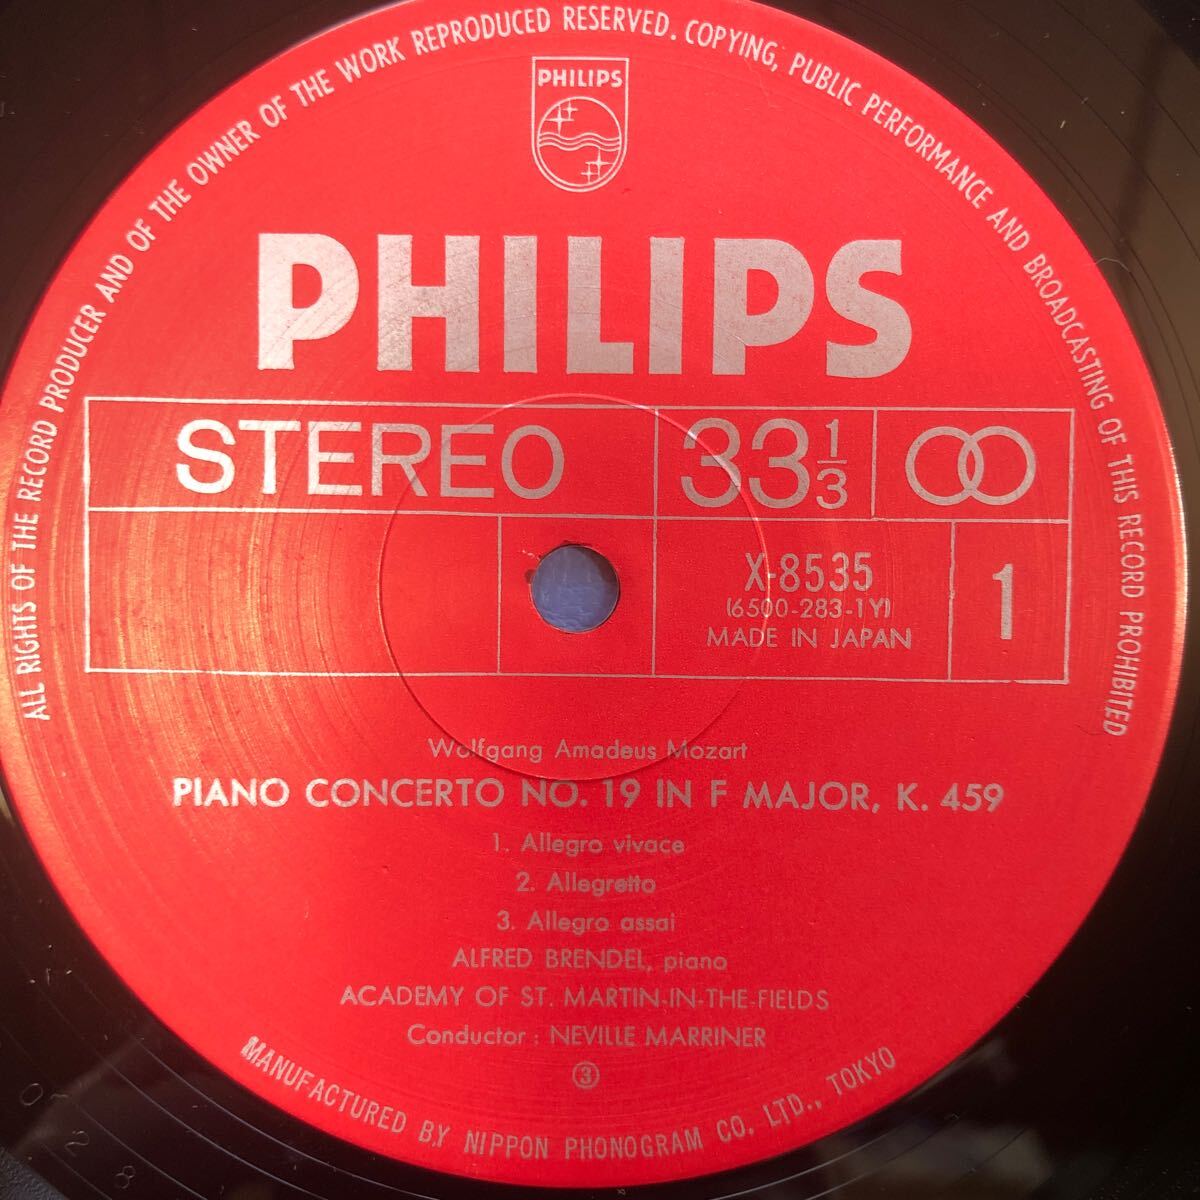 ALL RIGHTS OF THE RECORD PRODUCER AND OF THE OWNER OF THE WORK REPRODUCED RESERVED. COPYING, PUBLIC PERFORMANCE AND BROADCASTING OF THIS RECORD PROHIBITED
PHILIPS
PHILIPS
STEREO 33 1/3
X-8535
(6500-283-1Y)
MADE IN JAPAN
1
Wolfgang Amadeus Mozart
PIANO CONCERTO NO. 19 IN F MAJOR, K. 459
1. Allegro vivace
2. Allegretto
3. Allegro assai
ALFRED BRENDEL, piano
ACADEMY OF ST. MARTIN-IN-THE-FIELDS
Conductor : NEVILLE MARRINER
③
MANUFACTURED BY NIPPON PHONOGRAM CO. LTD., TOKYO